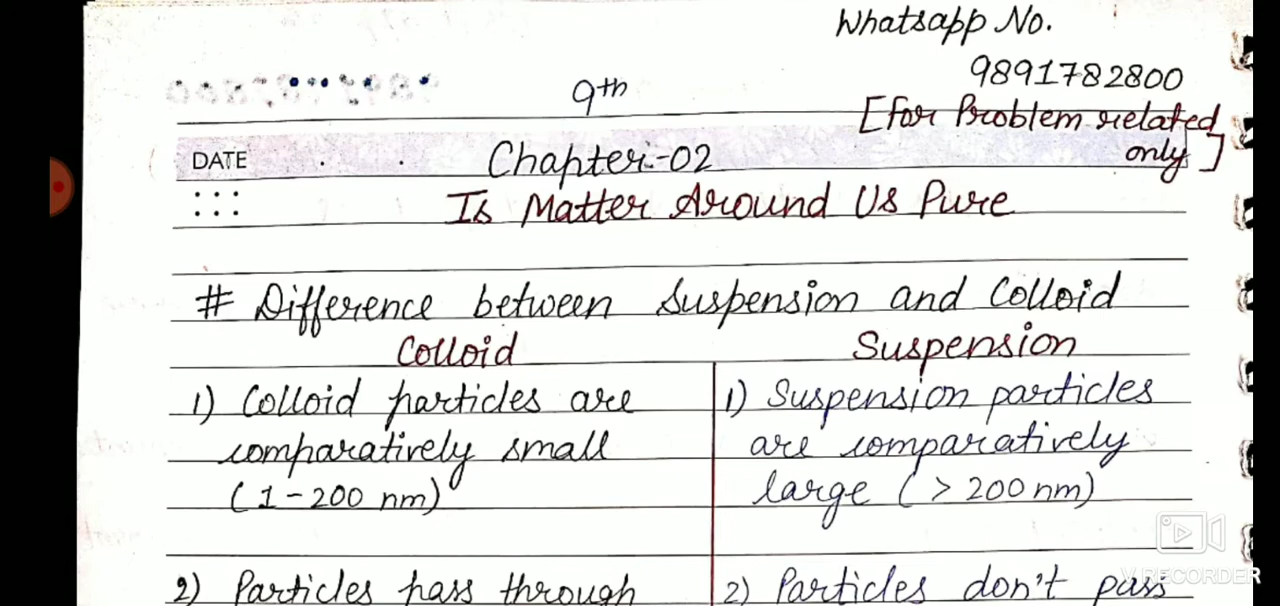 Whatsapp No.
9891782800
9th
[For Problem related
only]
DATE
Chapter-02
Is Matter Around Us Pure
# Difference between Suspension and Colloid
Colloid
Suspension
1) Colloid particles are
comparatively small
(1-200 nm)
1) Suspension particles
are comparatively
large (> 200 nm)
2) Particles pass through
2) Particles don't pass
V RECORDER